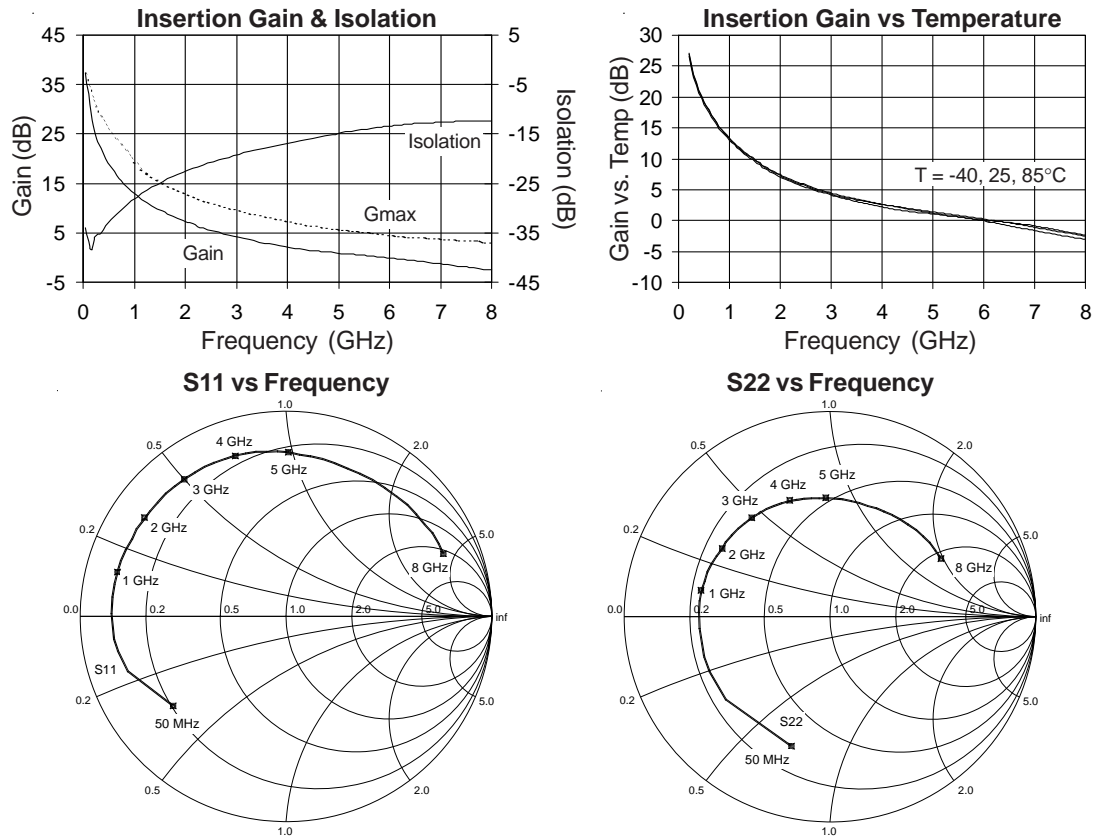 Insertion Gain & Isolation
45
35
25
15
5
-5
Gain (dB)
5
-5
-15
-25
-35
-45
Isolation (dB)
Isolation
Gmax
Gain
0 1 2 3 4 5 6 7 8
Frequency (GHz)
Insertion Gain vs Temperature
30
25
20
15
10
5
0
-5
-10
Gain vs. Temp (dB)
T = -40, 25, 85°C
0 1 2 3 4 5 6 7 8
Frequency (GHz)
S11 vs Frequency
1.0
0.5
4 GHz
2.0
5 GHz
3 GHz
0.2
2 GHz
5.0
8 GHz
1 GHz
0.0 0.2 0.5 1.0 2.0 5.0 inf
S11
0.2
5.0
50 MHz
0.5
2.0
1.0
S22 vs Frequency
1.0
0.5
2.0
5 GHz
4 GHz
3 GHz
0.2
5.0
2 GHz
8 GHz
1 GHz
0.0 0.2 0.5 1.0 2.0 5.0 inf
0.2
5.0
S22
50 MHz
0.5
2.0
1.0